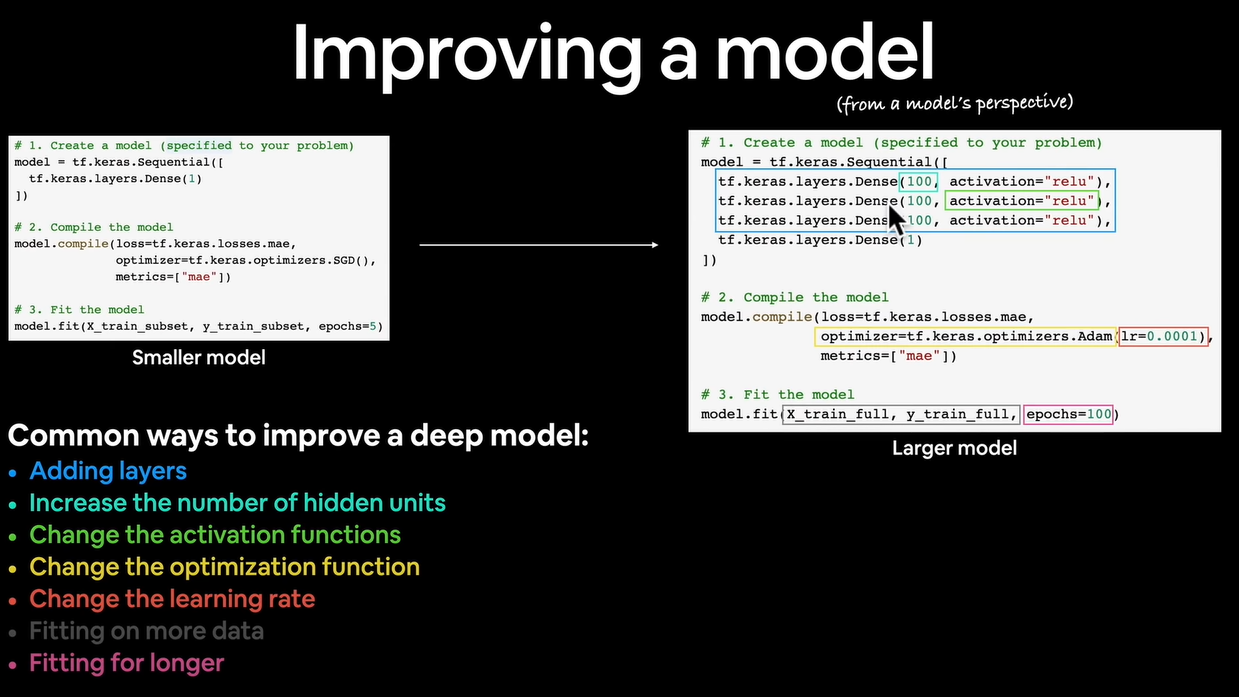 Improving a model
(from a model's perspective)
# 1. Create a model (specified to your problem)
model = tf.keras.Sequential([
  tf.keras.layers.Dense(1)
])
# 2. Compile the model
model.compile(loss=tf.keras.losses.mae,
              optimizer=tf.keras.optimizers.SGD(),
              metrics=["mae"])
# 3. Fit the model
model.fit(X_train_subset, y_train_subset, epochs=5)
Smaller model
# 1. Create a model (specified to your problem)
model = tf.keras.Sequential([
  tf.keras.layers.Dense(100, activation="relu"),
  tf.keras.layers.Dense(100, activation="relu"),
  tf.keras.layers.Dense(100, activation="relu"),
  tf.keras.layers.Dense(1)
])
# 2. Compile the model
model.compile(loss=tf.keras.losses.mae,
              optimizer=tf.keras.optimizers.Adam(lr=0.0001),
              metrics=["mae"])
# 3. Fit the model
model.fit(X_train_full, y_train_full, epochs=100)
Larger model
Common ways to improve a deep model:
• Adding layers
• Increase the number of hidden units
• Change the activation functions
• Change the optimization function
• Change the learning rate
• Fitting on more data
• Fitting for longer